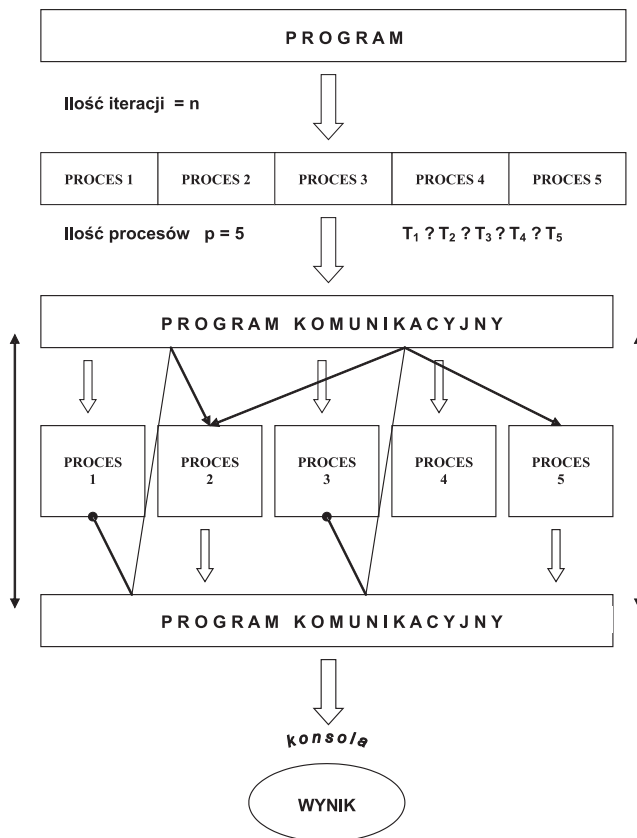 PROGRAM
Ilość iteracji = n
PROCES 1 PROCES 2 PROCES 3 PROCES 4 PROCES 5
Ilość procesów p = 5 T₁ ? T₂ ? T₃ ? T₄ ? T₅
PROGRAM KOMUNIKACYJNY
PROCES 1
PROCES 2
PROCES 3
PROCES 4
PROCES 5
PROGRAM KOMUNIKACYJNY
konsola
WYNIK